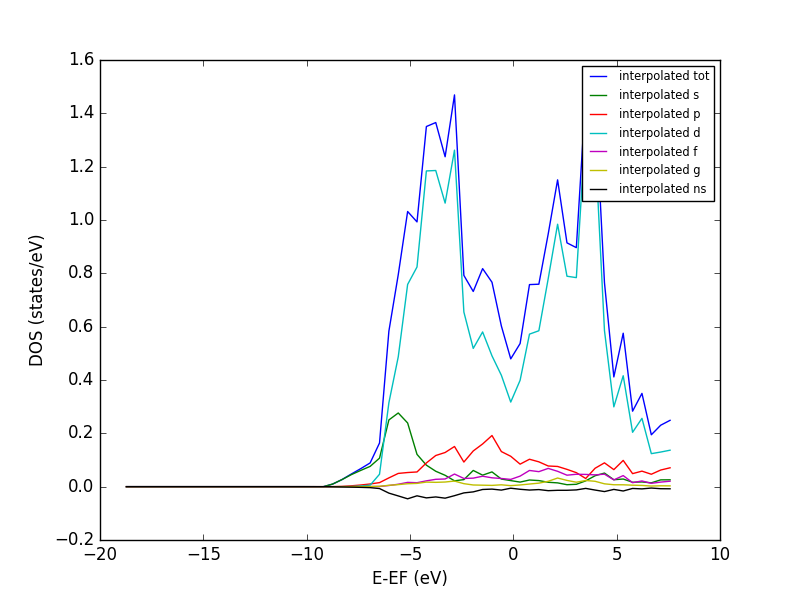 1.6
1.4
1.2
1.0
0.8
0.6
0.4
0.2
0.0
−0.2
−20
−15
−10
−5
0
5
10
DOS (states/eV)
E-EF (eV)
interpolated tot
interpolated s
interpolated p
interpolated d
interpolated f
interpolated g
interpolated ns